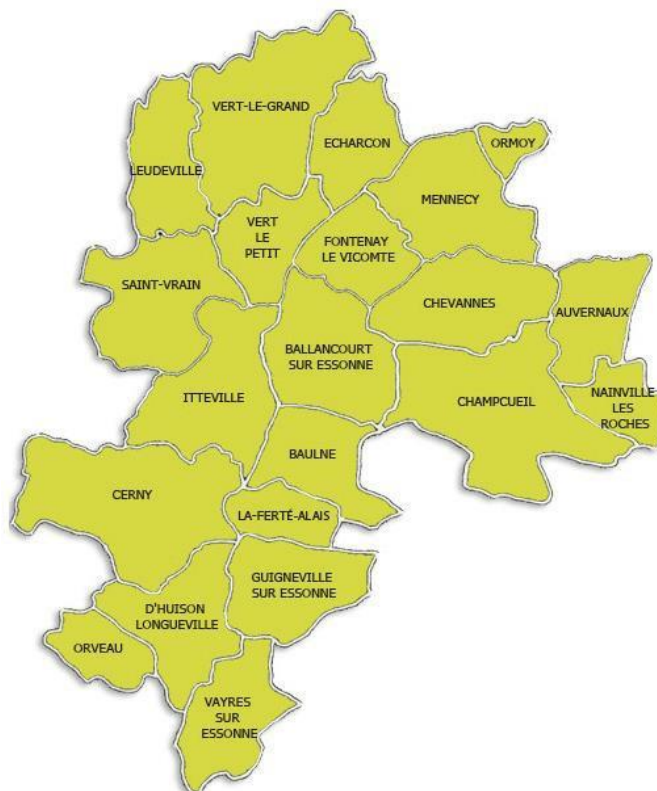 VERT-LE-GRAND
ECHARCON
ORMOY
LEUDEVILLE
MENNECY
VERT
LE
PETIT
FONTENAY
LE VICOMTE
SAINT-VRAIN
CHEVANNES
AUVERNAUX
BALLANCOURT
SUR ESSONNE
ITTEVILLE
CHAMPCUEIL
NAINVILLE
LES
ROCHES
BAULNE
CERNY
LA-FERTÉ-ALAIS
GUIGNEVILLE
SUR ESSONNE
D'HUISON
LONGUEVILLE
ORVEAU
VAYRES
SUR
ESSONNE